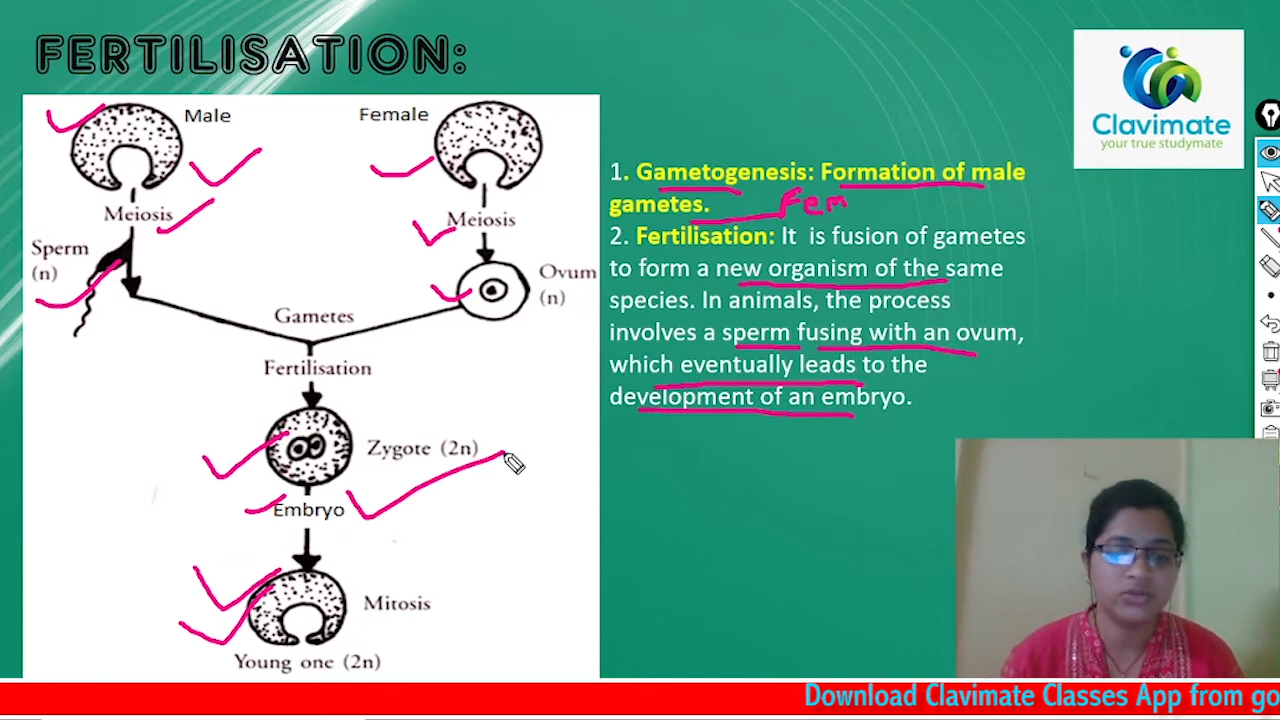 FERTILISATION:
Clavimate
your true studymate
Male
Female
Meiosis
Meiosis
Sperm
(n)
Ovum
(n)
Gametes
Fertilisation
Zygote (2n)
Embryo
Mitosis
Young one (2n)
1. Gametogenesis: Formation of male
gametes.
Fem
2. Fertilisation: It is fusion of gametes
to form a new organism of the same
species. In animals, the process
involves a sperm fusing with an ovum,
which eventually leads to the
development of an embryo.
Download Clavimate Classes App from go